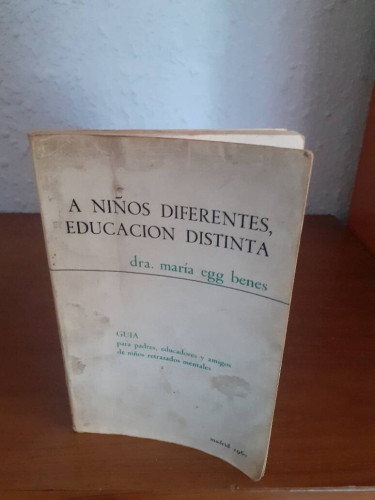 A NIÑOS DIFERENTES,
EDUCACION DISTINTA
dra. maría egg benes
GUIA
para padres, educadores y amigos
de niños retrasados mentales
madrid